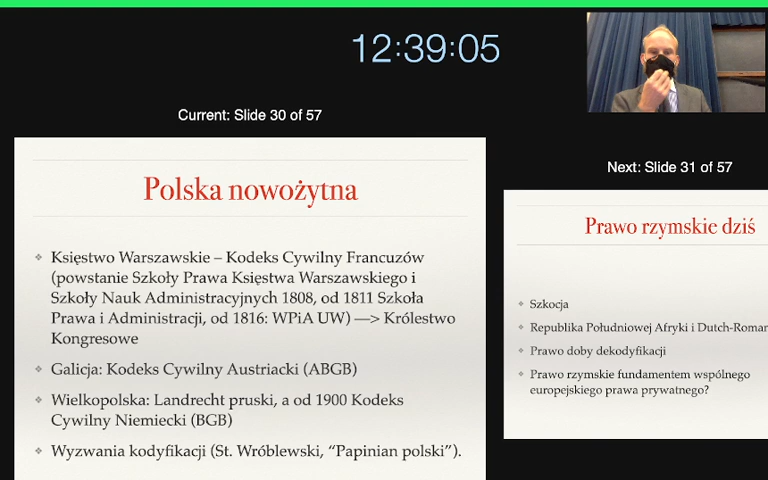 12:39:05
Current: Slide 30 of 57
Polska nowożytna
Księstwo Warszawskie – Kodeks Cywilny Francuzów
(powstanie Szkoły Prawa Księstwa Warszawskiego i
Szkoły Nauk Administracyjnych 1808, od 1811 Szkoła
Prawa i Administracji, od 1816: WPiA UW) —> Królestwo
Kongresowe
Galicja: Kodeks Cywilny Austriacki (ABGB)
Wielkopolska: Landrecht pruski, a od 1900 Kodeks
Cywilny Niemiecki (BGB)
Wyzwania kodyfikacji (St. Wróblewski, “Papinian polski”).
Next: Slide 31 of 57
Prawo rzymskie dziś
Szkocja
Republika Południowej Afryki i Dutch-Roman
Prawo doby dekodyfikacji
Prawo rzymskie fundamentem wspólnego
europejskiego prawa prywatnego?